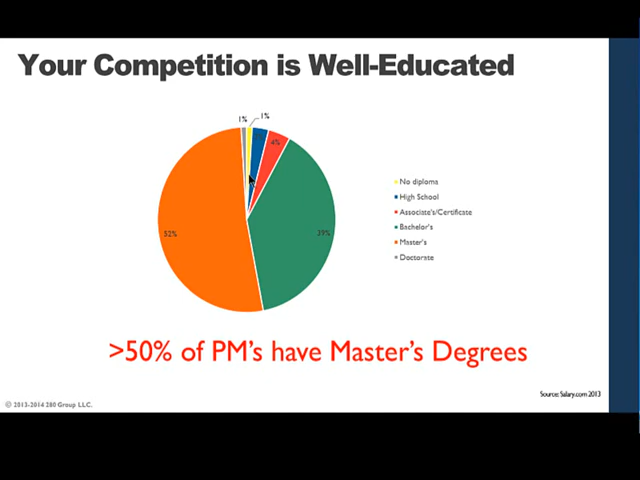 Your Competition is Well-Educated
1%
1%
4%
39%
52%
No diploma
High School
Associate's/Certificate
Bachelor's
Master's
Doctorate
>50% of PM's have Master's Degrees
Source: Salary.com 2013
© 2013-2014 280 Group LLC.